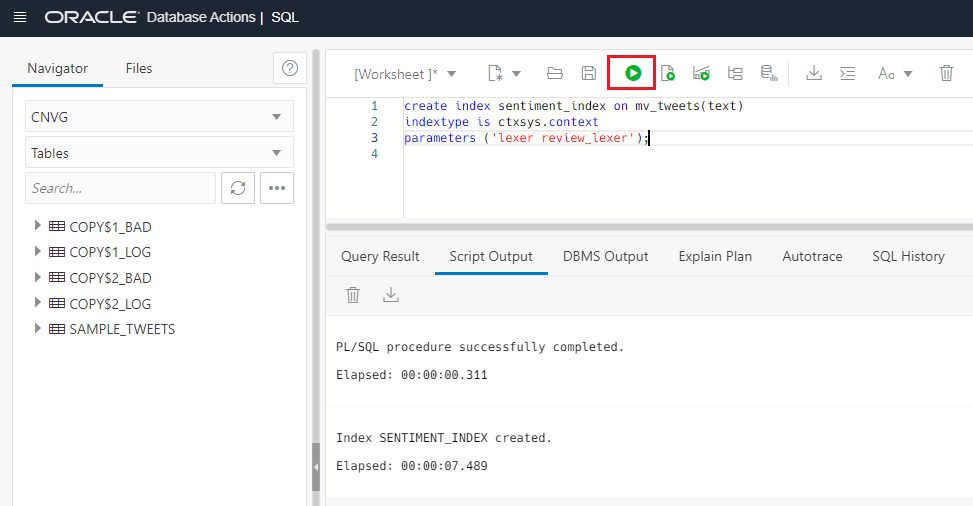 ORACLE Database Actions | SQL
Navigator
Files
CNVG
Tables
Search...
COPY$1_BAD
COPY$1_LOG
COPY$2_BAD
COPY$2_LOG
SAMPLE_TWEETS
[Worksheet ]*
Aa
1 create index sentiment_index on mv_tweets(text)
2 indextype is ctxsys.context
3 parameters ('lexer review_lexer');
4
Query Result
Script Output
DBMS Output
Explain Plan
Autotrace
SQL History
PL/SQL procedure successfully completed.
Elapsed: 00:00:00.311
Index SENTIMENT_INDEX created.
Elapsed: 00:00:07.489